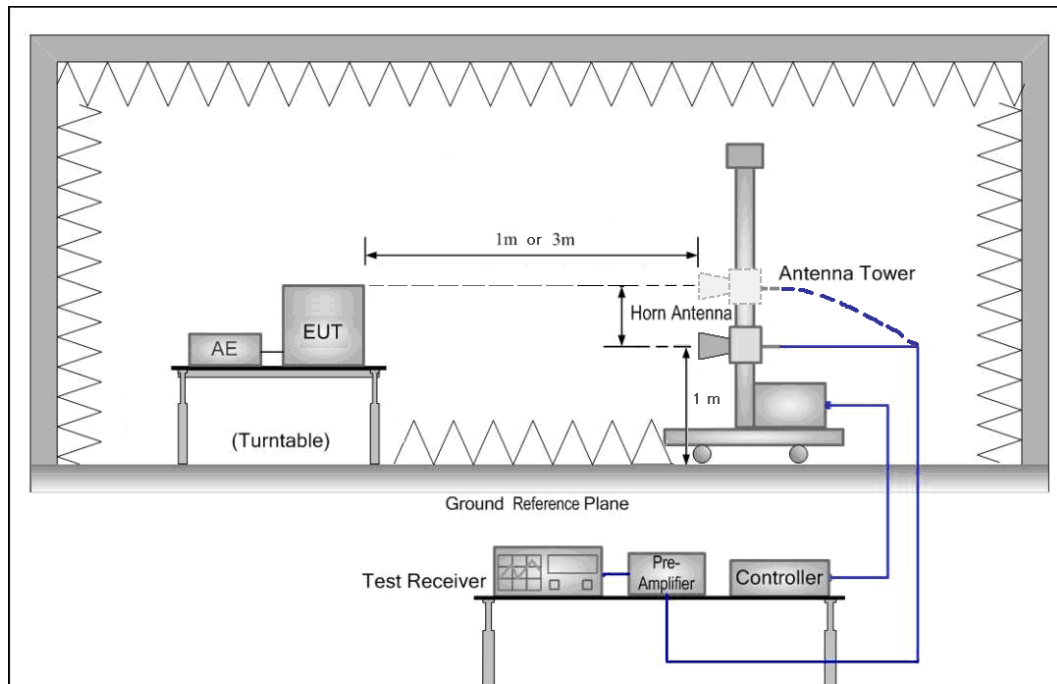 1m or 3m
Antenna Tower
Horn Antenna
EUT
AE
1 m
(Turntable)
Ground Reference Plane
Test Receiver
Pre-
Amplifier
Controller